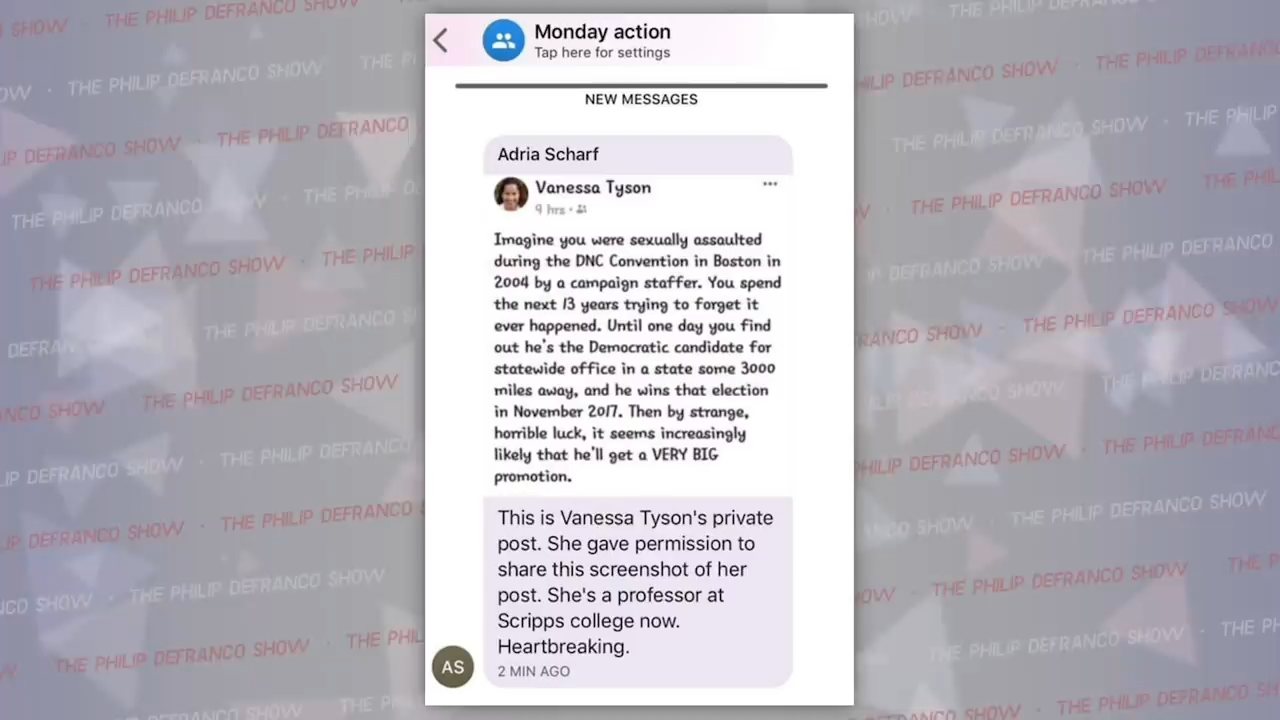 Monday action
Tap here for settings
NEW MESSAGES
Adria Scharf
Vanessa Tyson
9 hrs
Imagine you were sexually assaulted
during the DNC Convention in Boston in
2004 by a campaign staffer. You spend
the next 13 years trying to forget it
ever happened. Until one day you find
out he's the Democratic candidate for
statewide office in a state some 3000
miles away, and he wins that election
in November 2017. Then by strange,
horrible luck, it seems increasingly
likely that he'll get a VERY BIG
promotion.
This is Vanessa Tyson's private
post. She gave permission to
share this screenshot of her
post. She's a professor at
Scripps college now.
Heartbreaking.
2 MIN AGO
AS
THE PHILIP DEFRANCO SHOW